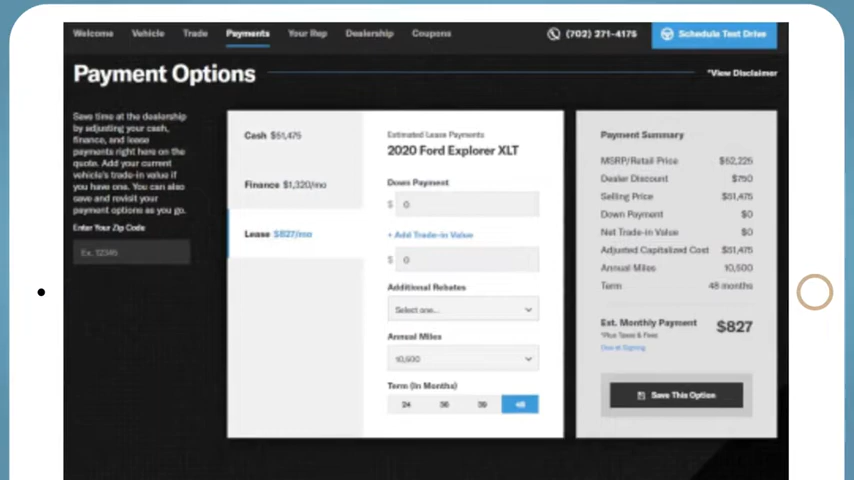 Welcome Vehicle Trade Payments Your Rep Dealership Coupons (702) 271-4175 Schedule Test Drive
Payment Options
*View Disclaimer
Save time at the dealership
by adjusting your cash,
finance, and lease
payments right here on the
quote. Add your current
vehicle's trade-in value if
you have one. You can also
save and revisit your
payment options as you go.
Enter Your Zip Code
Ex. 12345
Cash $51,475
Finance $1,320/mo
Lease $827/mo
Estimated Lease Payments
2020 Ford Explorer XLT
Down Payment
$ 0
+ Add Trade-in Value
$ 0
Additional Rebates
Select one...
Annual Miles
10,500
Term (In Months)
24 36 39 48
Payment Summary
MSRP/Retail Price $52,225
Dealer Discount $750
Selling Price $51,475
Down Payment $0
Net Trade-in Value $0
Adjusted Capitalized Cost $51,475
Annual Miles 10,500
Term 48 months
Est. Monthly Payment $827
*Plus Taxes & Fees
Due at Signing
Save This Option